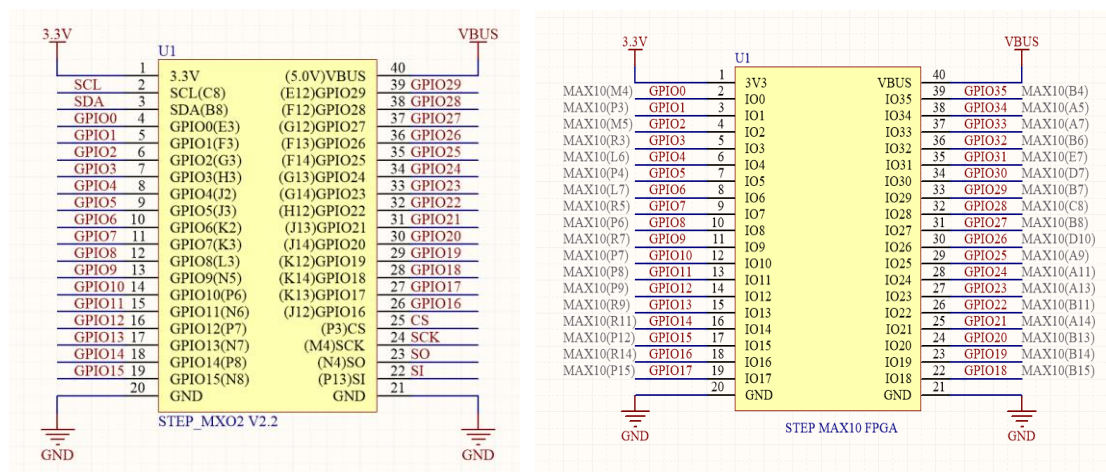 3.3V VBUS
U1
1 3.3V (5.0V)VBUS 40
SCL 2 SCL(C8) (E12)GPIO29 39 GPIO29
SDA 3 SDA(B8) (F12)GPIO28 38 GPIO28
GPIO0 4 GPIO0(E3) (G12)GPIO27 37 GPIO27
GPIO1 5 GPIO1(F3) (F13)GPIO26 36 GPIO26
GPIO2 6 GPIO2(G3) (F14)GPIO25 35 GPIO25
GPIO3 7 GPIO3(H3) (G13)GPIO24 34 GPIO24
GPIO4 8 GPIO4(J2) (G14)GPIO23 33 GPIO23
GPIO5 9 GPIO5(J3) (H12)GPIO22 32 GPIO22
GPIO6 10 GPIO6(K2) (J13)GPIO21 31 GPIO21
GPIO7 11 GPIO7(K3) (J14)GPIO20 30 GPIO20
GPIO8 12 GPIO8(L3) (K12)GPIO19 29 GPIO19
GPIO9 13 GPIO9(N5) (K14)GPIO18 28 GPIO18
GPIO10 14 GPIO10(P6) (K13)GPIO17 27 GPIO17
GPIO11 15 GPIO11(N6) (J12)GPIO16 26 GPIO16
GPIO12 16 GPIO12(P7) (P3)CS 25 CS
GPIO13 17 GPIO13(N7) (M4)SCK 24 SCK
GPIO14 18 GPIO14(P8) (N4)SO 23 SO
GPIO15 19 GPIO15(N8) (P13)SI 22 SI
20 GND GND 21
STEP_MXO2 V2.2
GND GND
3.3V VBUS
U1
1 3V3 VBUS 40
MAX10(M4) GPIO0 2 IO0 IO35 39 GPIO35 MAX10(B4)
MAX10(P3) GPIO1 3 IO1 IO34 38 GPIO34 MAX10(A5)
MAX10(M5) GPIO2 4 IO2 IO33 37 GPIO33 MAX10(A7)
MAX10(R3) GPIO3 5 IO3 IO32 36 GPIO32 MAX10(B6)
MAX10(L6) GPIO4 6 IO4 IO31 35 GPIO31 MAX10(E7)
MAX10(P4) GPIO5 7 IO5 IO30 34 GPIO30 MAX10(D7)
MAX10(L7) GPIO6 8 IO6 IO29 33 GPIO29 MAX10(B7)
MAX10(R5) GPIO7 9 IO7 IO28 32 GPIO28 MAX10(C8)
MAX10(P6) GPIO8 10 IO8 IO27 31 GPIO27 MAX10(B8)
MAX10(R7) GPIO9 11 IO9 IO26 30 GPIO26 MAX10(D10)
MAX10(P7) GPIO10 12 IO10 IO25 29 GPIO25 MAX10(A9)
MAX10(P8) GPIO11 13 IO11 IO24 28 GPIO24 MAX10(A11)
MAX10(P9) GPIO12 14 IO12 IO23 27 GPIO23 MAX10(A13)
MAX10(R9) GPIO13 15 IO13 IO22 26 GPIO22 MAX10(B11)
MAX10(R11) GPIO14 16 IO14 IO21 25 GPIO21 MAX10(A14)
MAX10(P12) GPIO15 17 IO15 IO20 24 GPIO20 MAX10(B13)
MAX10(R14) GPIO16 18 IO16 IO19 23 GPIO19 MAX10(B14)
MAX10(P15) GPIO17 19 IO17 IO18 22 GPIO18 MAX10(B15)
20 GND GND 21
STEP MAX10 FPGA
GND GND